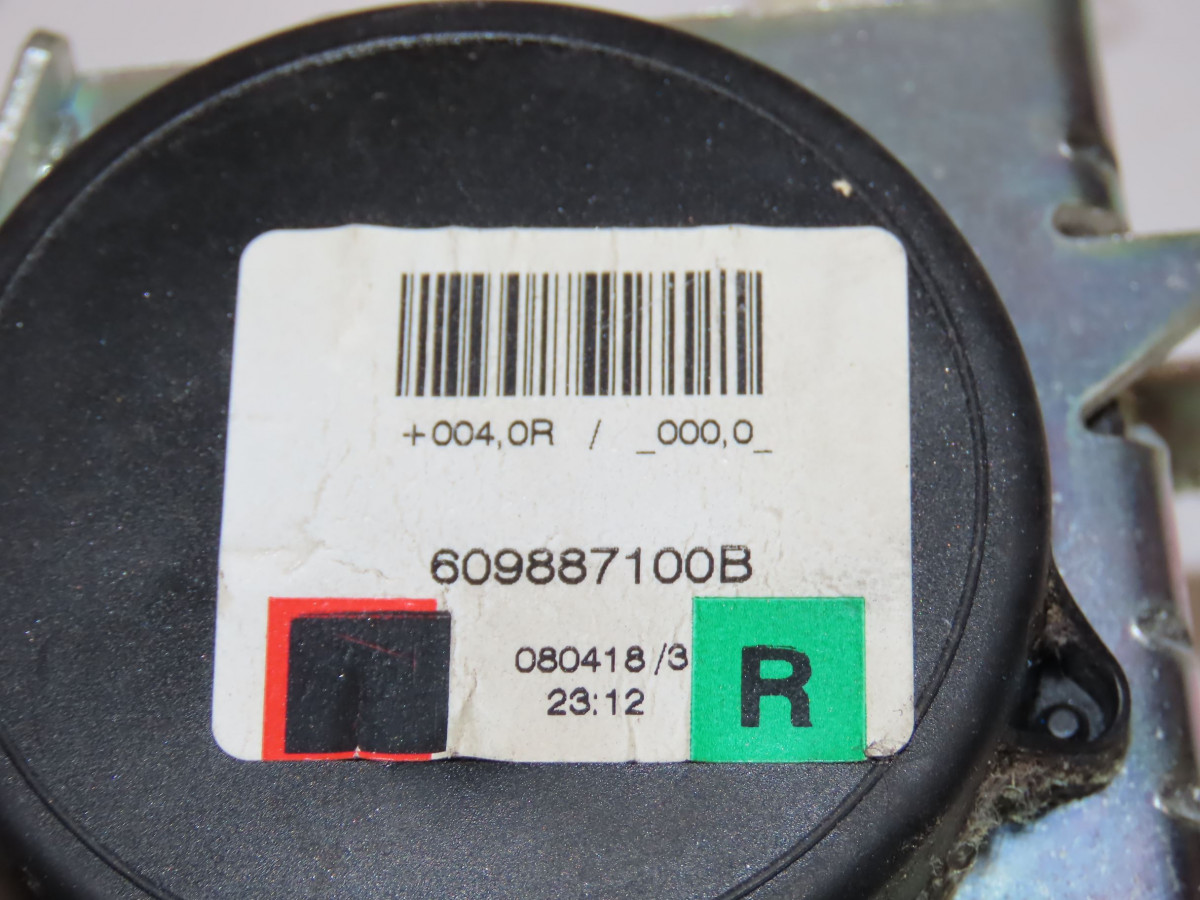 +004,0R / _000,0_
609887100B
080418/3
23:12
R